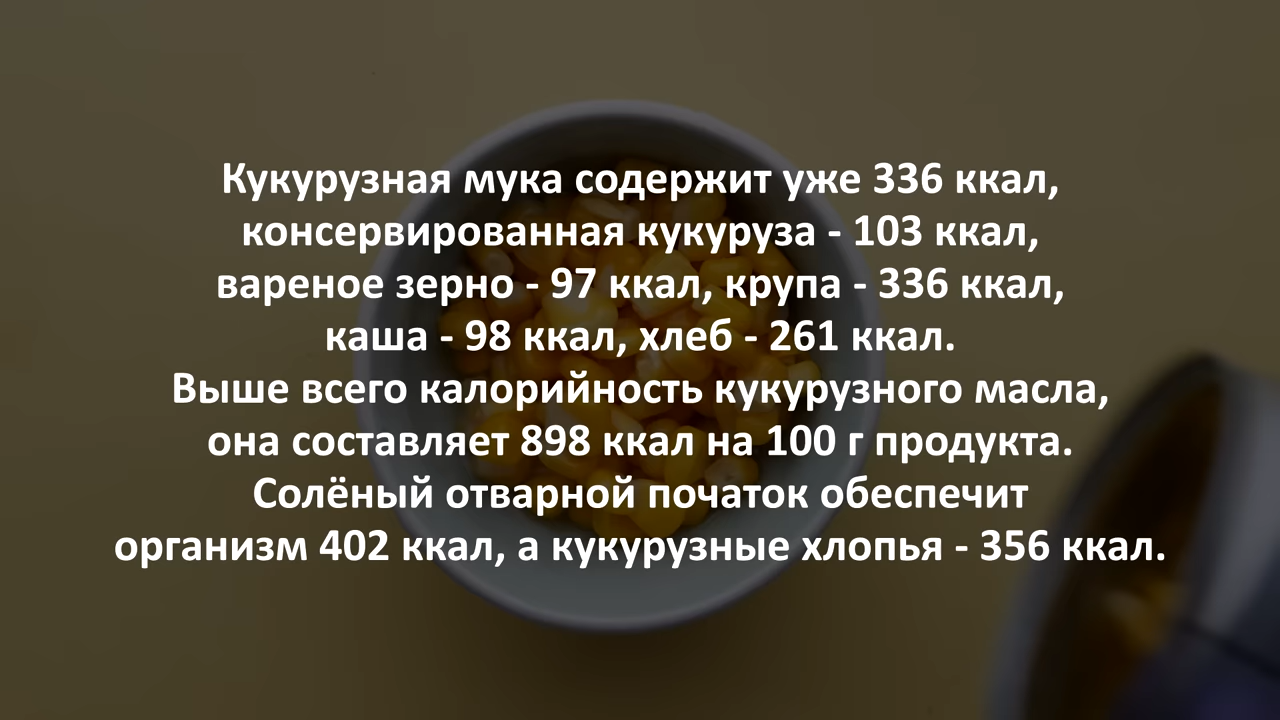 Кукурузная мука содержит уже 336 ккал,
консервированная кукуруза - 103 ккал,
вареное зерно - 97 ккал, крупа - 336 ккал,
каша - 98 ккал, хлеб - 261 ккал.
Выше всего калорийность кукурузного масла,
она составляет 898 ккал на 100 г продукта.
Солёный отварной початок обеспечит
организм 402 ккал, а кукурузные хлопья - 356 ккал.